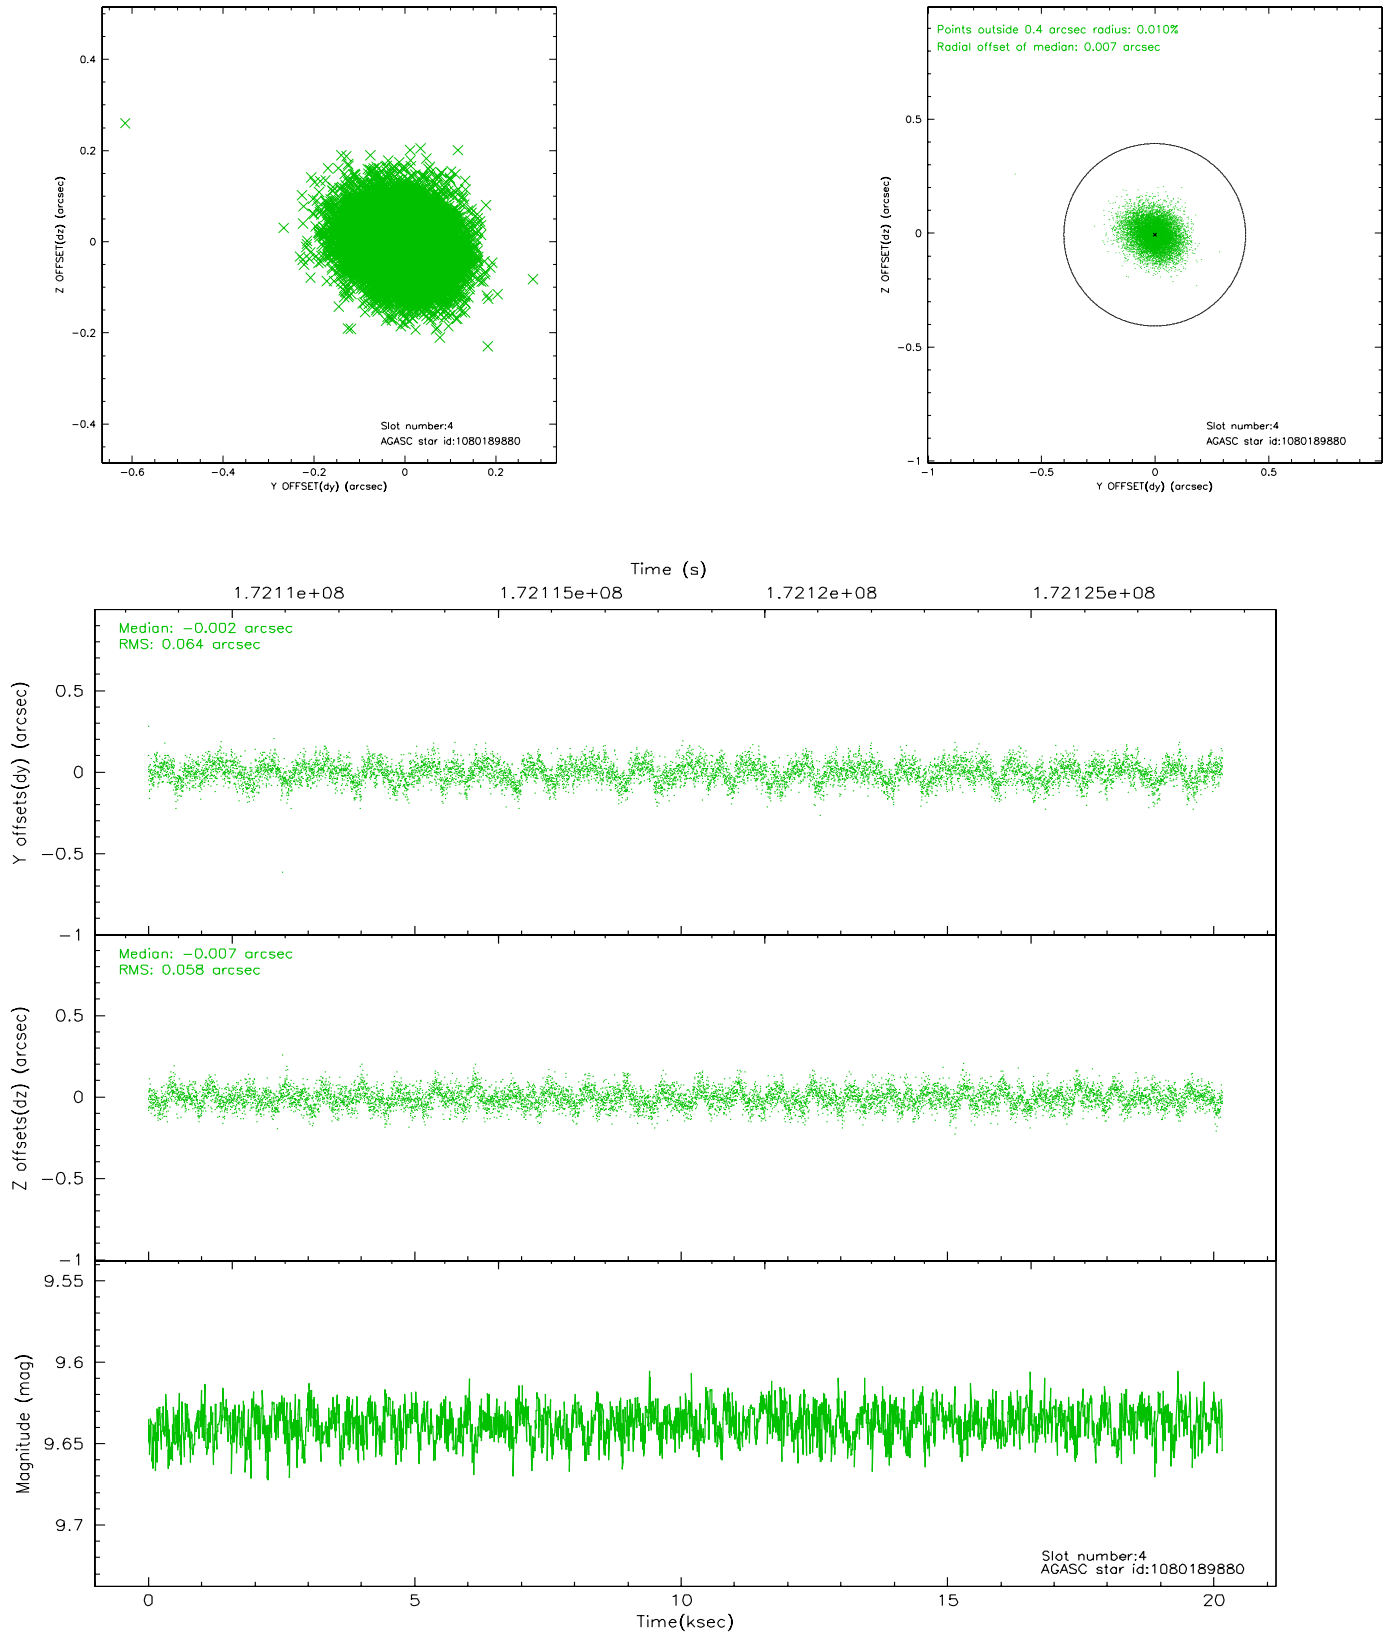 0.4
0.2
0
-0.2
-0.4
Z OFFSET(dz) (arcsec)
Slot number:4
AGASC star id:1080189880
-0.6 -0.4 -0.2 0 0.2
Y OFFSET(dy) (arcsec)
Points outside 0.4 arcsec radius: 0.010%
Radial offset of median: 0.007 arcsec
0.5
0
-0.5
-1
Z OFFSET(dz) (arcsec)
Slot number:4
AGASC star id:1080189880
-1 -0.5 0 0.5
Y OFFSET(dy) (arcsec)
Time (s)
1.7211e+08 1.72115e+08 1.7212e+08 1.72125e+08
Median: -0.002 arcsec
RMS: 0.064 arcsec
0.5
0
-0.5
-1
Y offsets(dy) (arcsec)
Median: -0.007 arcsec
RMS: 0.058 arcsec
0.5
0
-0.5
-1
Z offsets(dz) (arcsec)
9.55
9.6
9.65
9.7
Magnitude (mag)
Slot number:4
AGASC star id:1080189880
0 5 10 15 20
Time(ksec)